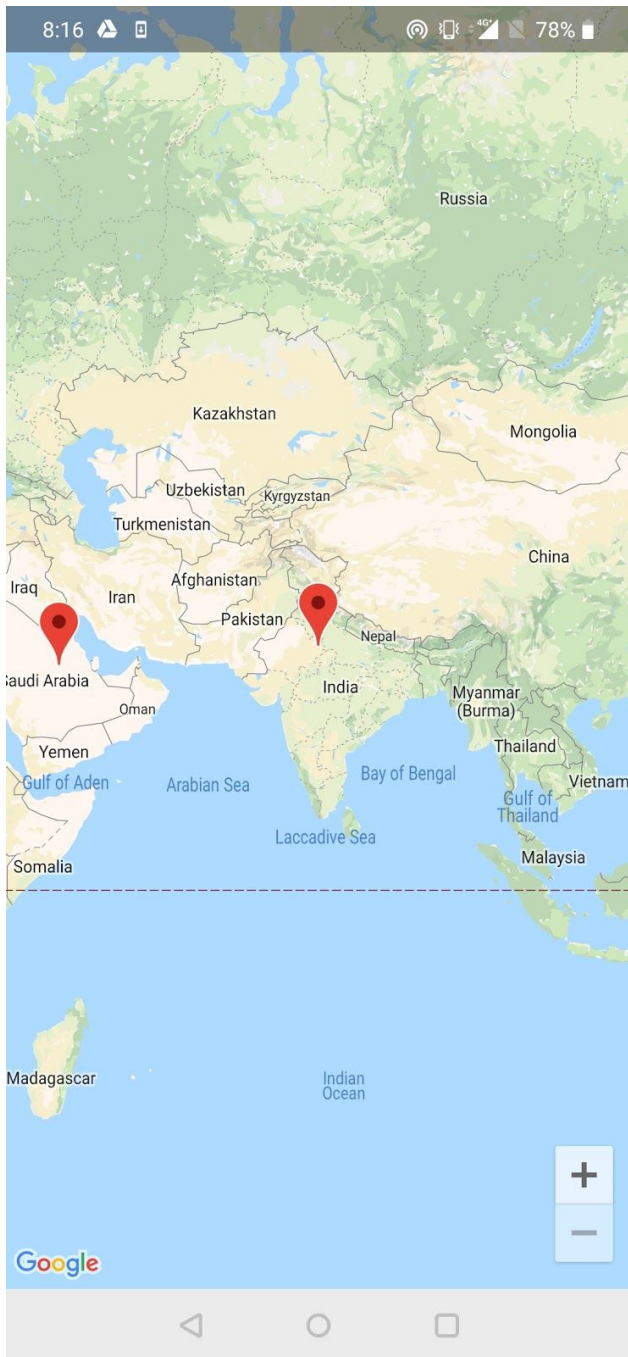 8:16 4G+ 78%
Russia
Kazakhstan
Mongolia
Uzbekistan
Kyrgyzstan
Turkmenistan
China
Afghanistan
Iraq
Iran
Pakistan
Nepal
Saudi Arabia
India
Myanmar
(Burma)
Oman
Yemen
Thailand
Bay of Bengal
Gulf of Aden
Arabian Sea
Vietnam
Gulf of
Thailand
Laccadive Sea
Malaysia
Somalia
Madagascar
Indian
Ocean
+
−
Google